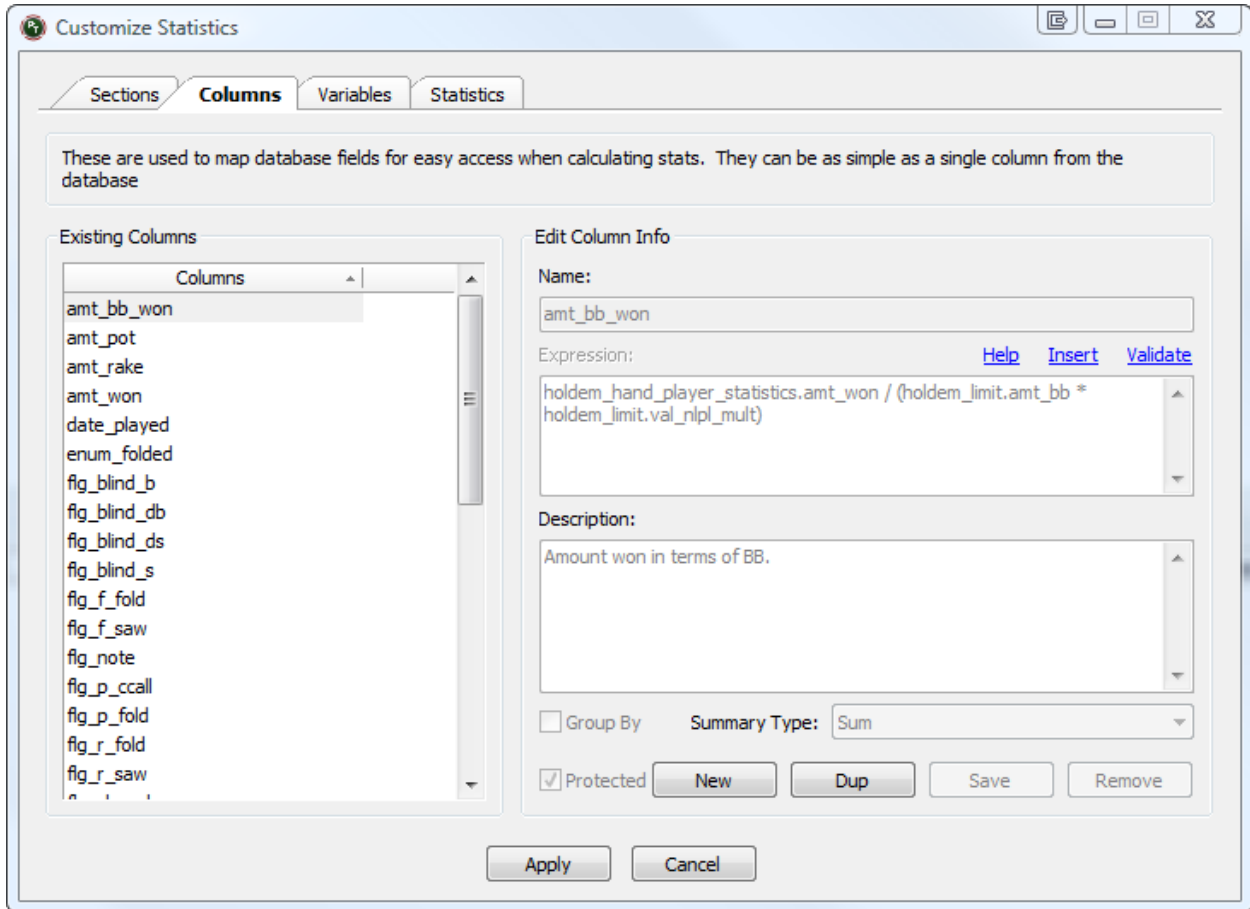 Customize Statistics
Sections Columns Variables Statistics
These are used to map database fields for easy access when calculating stats. They can be as simple as a single column from the
database
Existing Columns
Columns
amt_bb_won
amt_pot
amt_rake
amt_won
date_played
enum_folded
flg_blind_b
flg_blind_db
flg_blind_ds
flg_blind_s
flg_f_fold
flg_f_saw
flg_note
flg_p_ccall
flg_p_fold
flg_r_fold
flg_r_saw
Edit Column Info
Name:
amt_bb_won
Expression: Help Insert Validate
holdem_hand_player_statistics.amt_won / (holdem_limit.amt_bb *
holdem_limit.val_nlpl_mult)
Description:
Amount won in terms of BB.
Group By Summary Type: Sum
Protected New Dup Save Remove
Apply Cancel